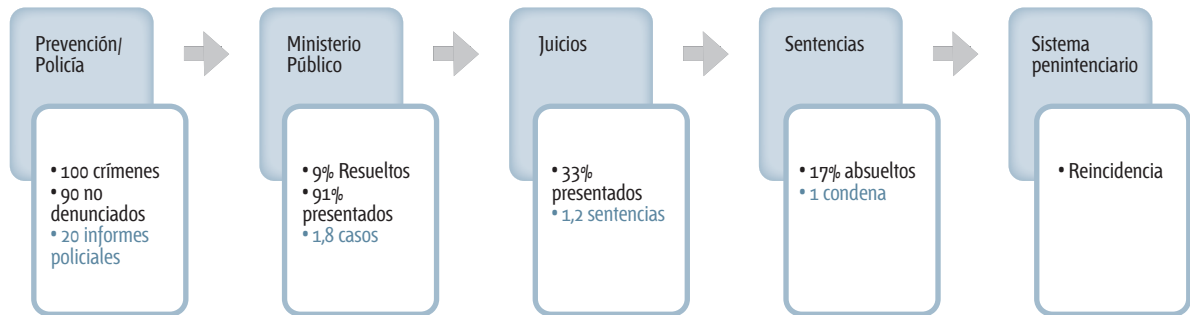 Prevención/
Policía
• 100 crímenes
• 90 no
denunciados
• 20 informes
policiales
Ministerio
Público
• 9% Resueltos
• 91%
presentados
• 1,8 casos
Juicios
• 33%
presentados
• 1,2 sentencias
Sentencias
• 17% absueltos
• 1 condena
Sistema
penintenciario
• Reincidencia